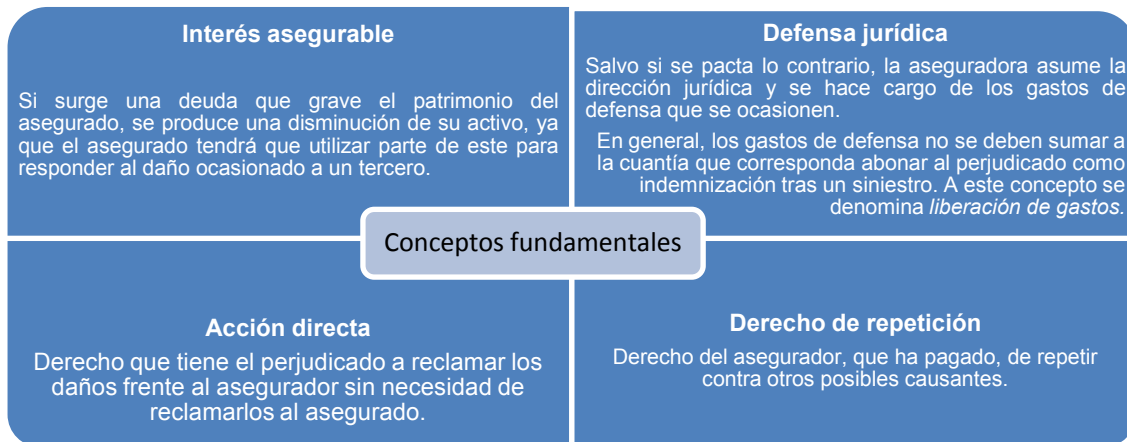 Interés asegurable
Si surge una deuda que grave el patrimonio del
asegurado, se produce una disminución de su activo, ya
que el asegurado tendrá que utilizar parte de este para
responder al daño ocasionado a un tercero.
Defensa jurídica
Salvo si se pacta lo contrario, la aseguradora asume la
dirección jurídica y se hace cargo de los gastos de
defensa que se ocasionen.
En general, los gastos de defensa no se deben sumar a
la cuantía que corresponda abonar al perjudicado como
indemnización tras un siniestro. A este concepto se
denomina liberación de gastos.
Conceptos fundamentales
Acción directa
Derecho que tiene el perjudicado a reclamar los
daños frente al asegurador sin necesidad de
reclamarlos al asegurado.
Derecho de repetición
Derecho del asegurador, que ha pagado, de repetir
contra otros posibles causantes.